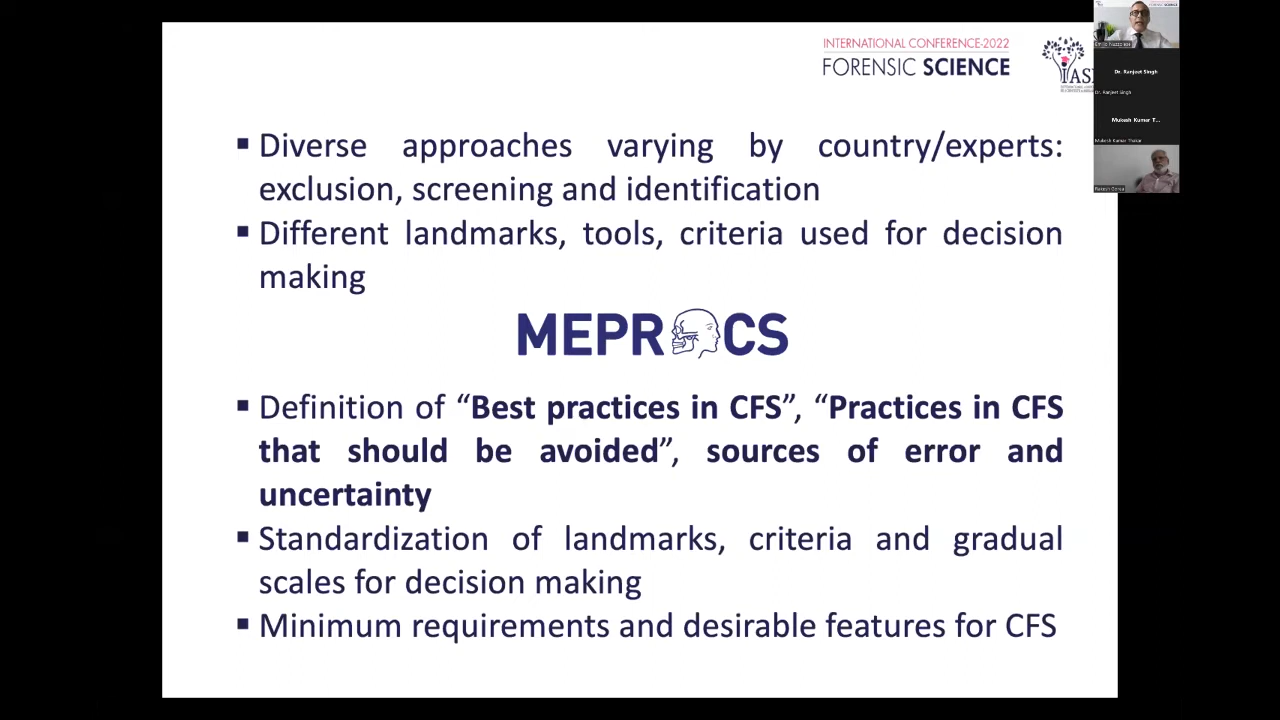 INTERNATIONAL CONFERENCE-2022
FORENSIC SCIENCE
IAS
Dr. Ranjeet Singh
Dr. Ranjeet Singh
Mukesh Kumar T...
Mukesh Kumar Thakar
▪ Diverse approaches varying by country/experts:
exclusion, screening and identification
▪ Different landmarks, tools, criteria used for decision
making
MEPR CS
▪ Definition of “Best practices in CFS”, “Practices in CFS
that should be avoided”, sources of error and
uncertainty
▪ Standardization of landmarks, criteria and gradual
scales for decision making
▪ Minimum requirements and desirable features for CFS